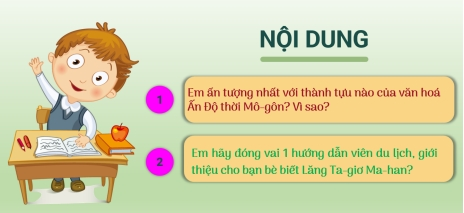 NỘI DUNG
1
Em ấn tượng nhất với thành tựu nào của văn hoá
Ấn Độ thời Mô-gôn? Vì sao?
2
Em hãy đóng vai 1 hướng dẫn viên du lịch, giới
thiệu cho bạn bè biết Lăng Ta-giơ Ma-han?